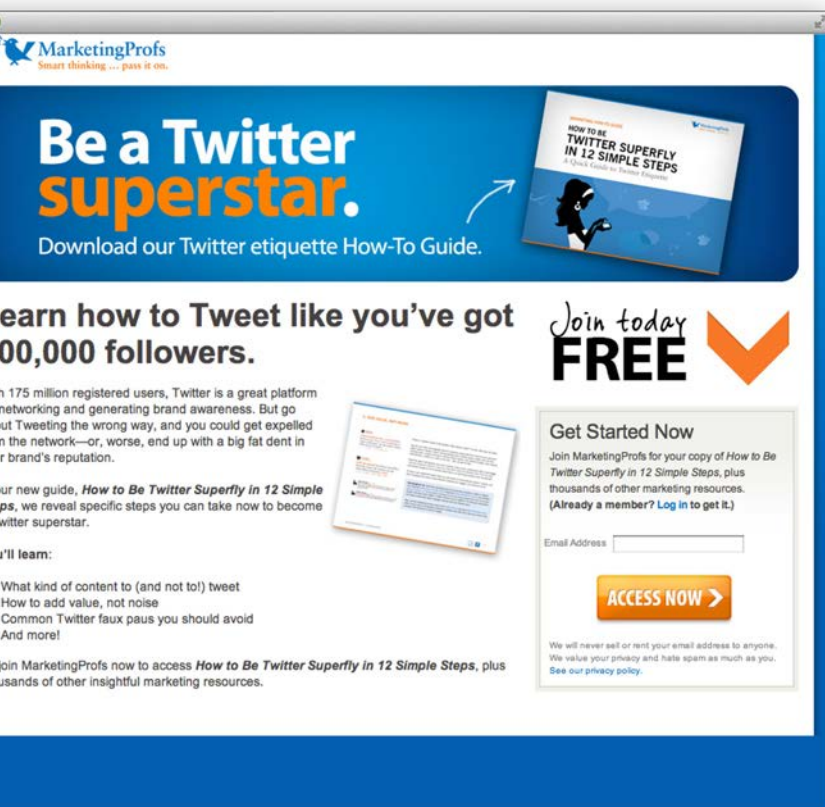 MarketingProfs
Smart thinking ... pass it on.
Be a Twitter
superstar.
Download our Twitter etiquette How-To Guide.
MARKETING HOW-TO GUIDE
MarketingProfs
HOW TO BE
TWITTER SUPERFLY
IN 12 SIMPLE STEPS
A Quick Guide to Twitter Etiquette
earn how to Tweet like you've got
00,000 followers.
175 million registered users, Twitter is a great platform
networking and generating brand awareness. But go
ut Tweeting the wrong way, and you could get expelled
m the network—or, worse, end up with a big fat dent in
r brand's reputation.
ur new guide, How to Be Twitter Superfly in 12 Simple
ps, we reveal specific steps you can take now to become
witter superstar.
u'll learn:
What kind of content to (and not to!) tweet
How to add value, not noise
Common Twitter faux paus you should avoid
And more!
join MarketingProfs now to access How to Be Twitter Superfly in 12 Simple Steps, plus
usands of other insightful marketing resources.
Join today
FREE
Get Started Now
Join MarketingProfs for your copy of How to Be
Twitter Superfly in 12 Simple Steps, plus
thousands of other marketing resources.
(Already a member? Log in to get it.)
Email Address
ACCESS NOW
We will never sell or rent your email address to anyone.
We value your privacy and hate spam as much as you.
See our privacy policy.